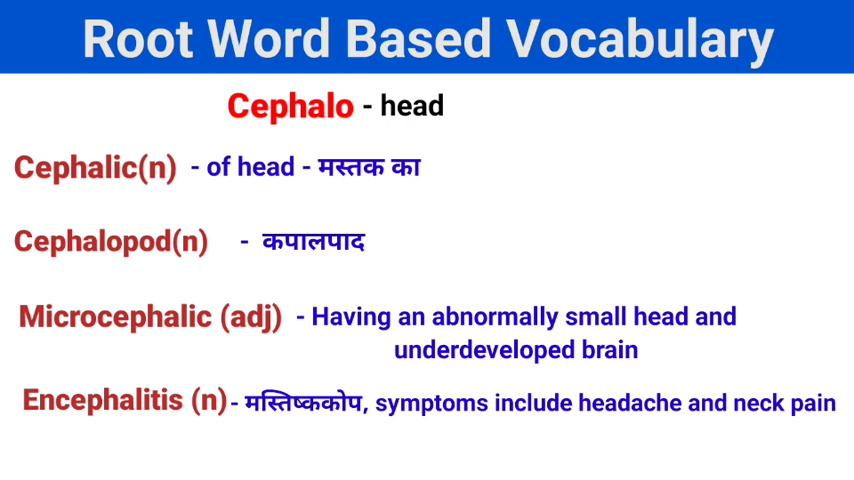 Root Word Based Vocabulary
Cephalo - head
Cephalic(n) - of head - मस्तक का
Cephalopod(n) - कपालपाद
Microcephalic (adj) - Having an abnormally small head and
underdeveloped brain
Encephalitis (n) - मस्तिष्ककोप, symptoms include headache and neck pain